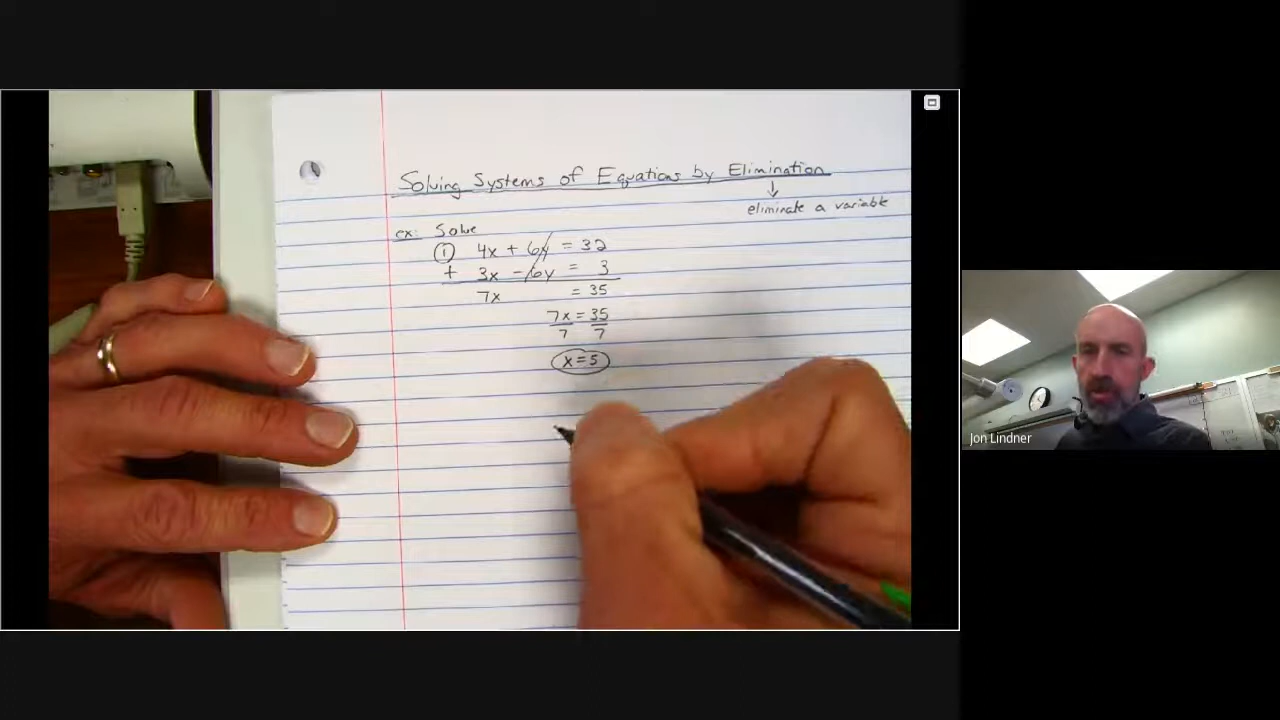 Solving Systems of Equations by Elimination
↓
eliminate a variable
ex: Solve
① 4x + 6y = 32
+ 3x - 6y = 3
7x = 35
7x = 35
7 7
x = 5
Jon Lindner